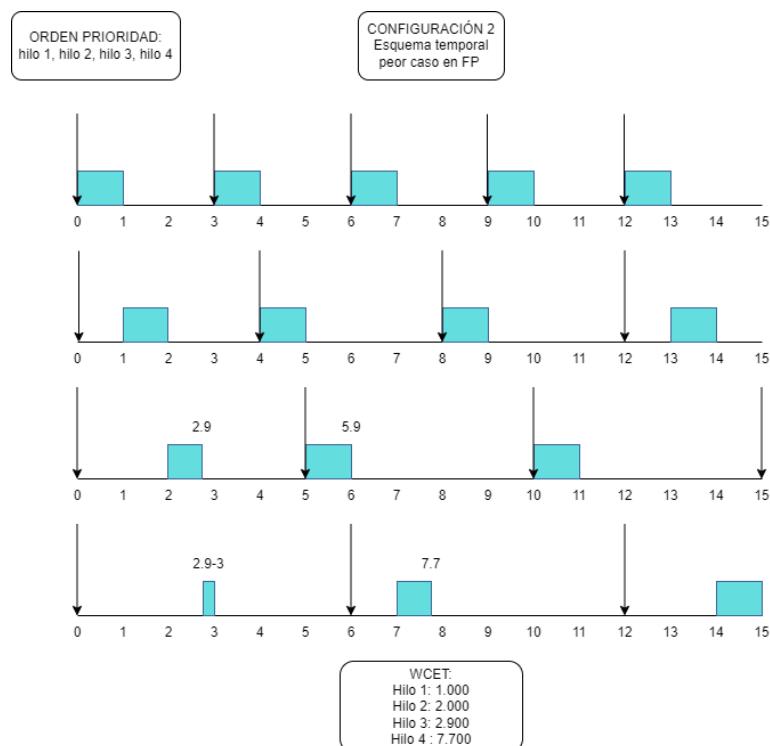 ORDEN PRIORIDAD:
hilo 1, hilo 2, hilo 3, hilo 4
CONFIGURACIÓN 2
Esquema temporal
peor caso en FP
0 1 2 3 4 5 6 7 8 9 10 11 12 13 14 15
0 1 2 3 4 5 6 7 8 9 10 11 12 13 14 15
2.9 5.9
0 1 2 3 4 5 6 7 8 9 10 11 12 13 14 15
2.9-3 7.7
0 1 2 3 4 5 6 7 8 9 10 11 12 13 14 15
WCET:
Hilo 1: 1.000
Hilo 2: 2.000
Hilo 3: 2.900
Hilo 4 : 7.700